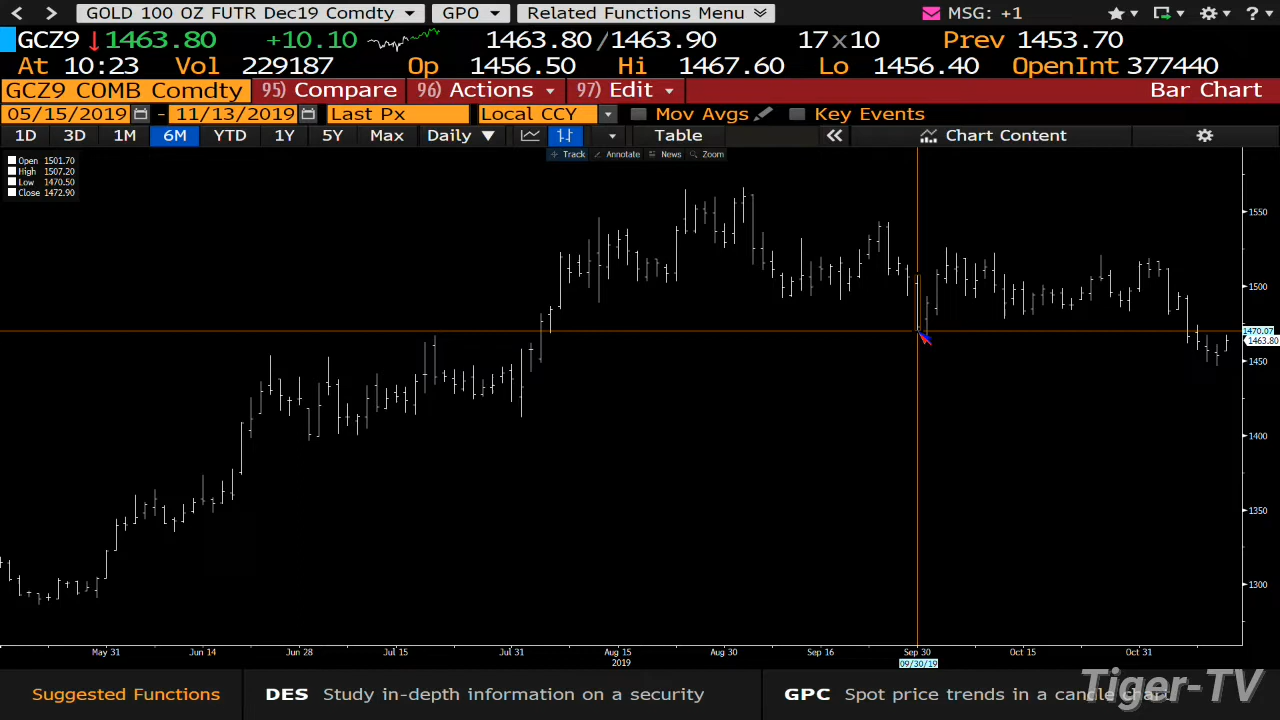 GOLD 100 OZ FUTR Dec19 Comdty GPO Related Functions Menu MSG: +1 ?
GCZ9 1463.80 +10.10 1463.80/1463.90 17x10 Prev 1453.70
At 10:23 Vol 229187 Op 1456.50 Hi 1467.60 Lo 1456.40 OpenInt 377440
GCZ9 COMB Comdty 95) Compare 96) Actions 97) Edit Bar Chart
05/15/2019 - 11/13/2019 Last Px Local CCY Mov Avgs Key Events
1D 3D 1M 6M YTD 1Y 5Y Max Daily Table Chart Content
Track Annotate News Zoom
Open 1501.70
High 1507.20
Low 1470.50
Close 1472.90
1550
1500
1470.07
1463.80
1450
1400
1350
1300
May 31 Jun 14 Jun 28 Jul 15 Jul 31 Aug 15 Aug 30 Sep 16 Sep 30 Oct 15 Oct 31
2019 09/30/19
Suggested Functions DES Study in-depth information on a security GPC Spot price trends in a candle chart
Tiger-TV